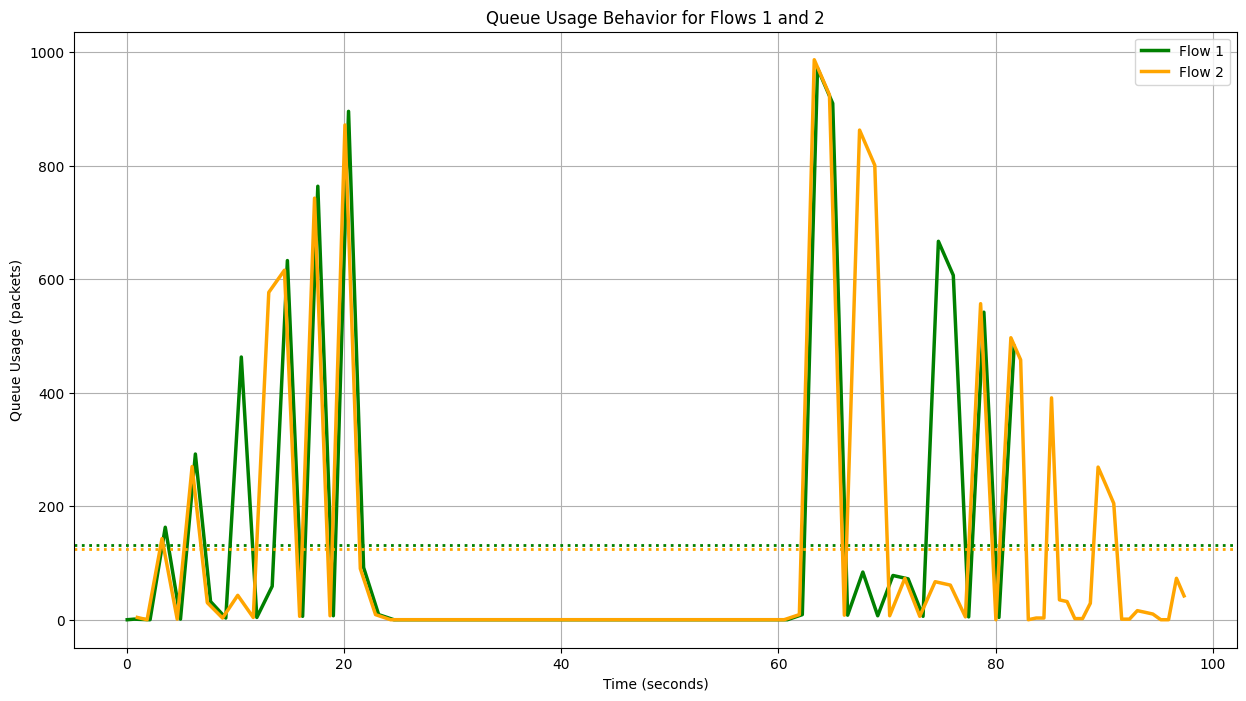 Queue Usage Behavior for Flows 1 and 2
Flow 1
Flow 2
Queue Usage (packets)
1000
800
600
400
200
0
0 20 40 60 80 100
Time (seconds)